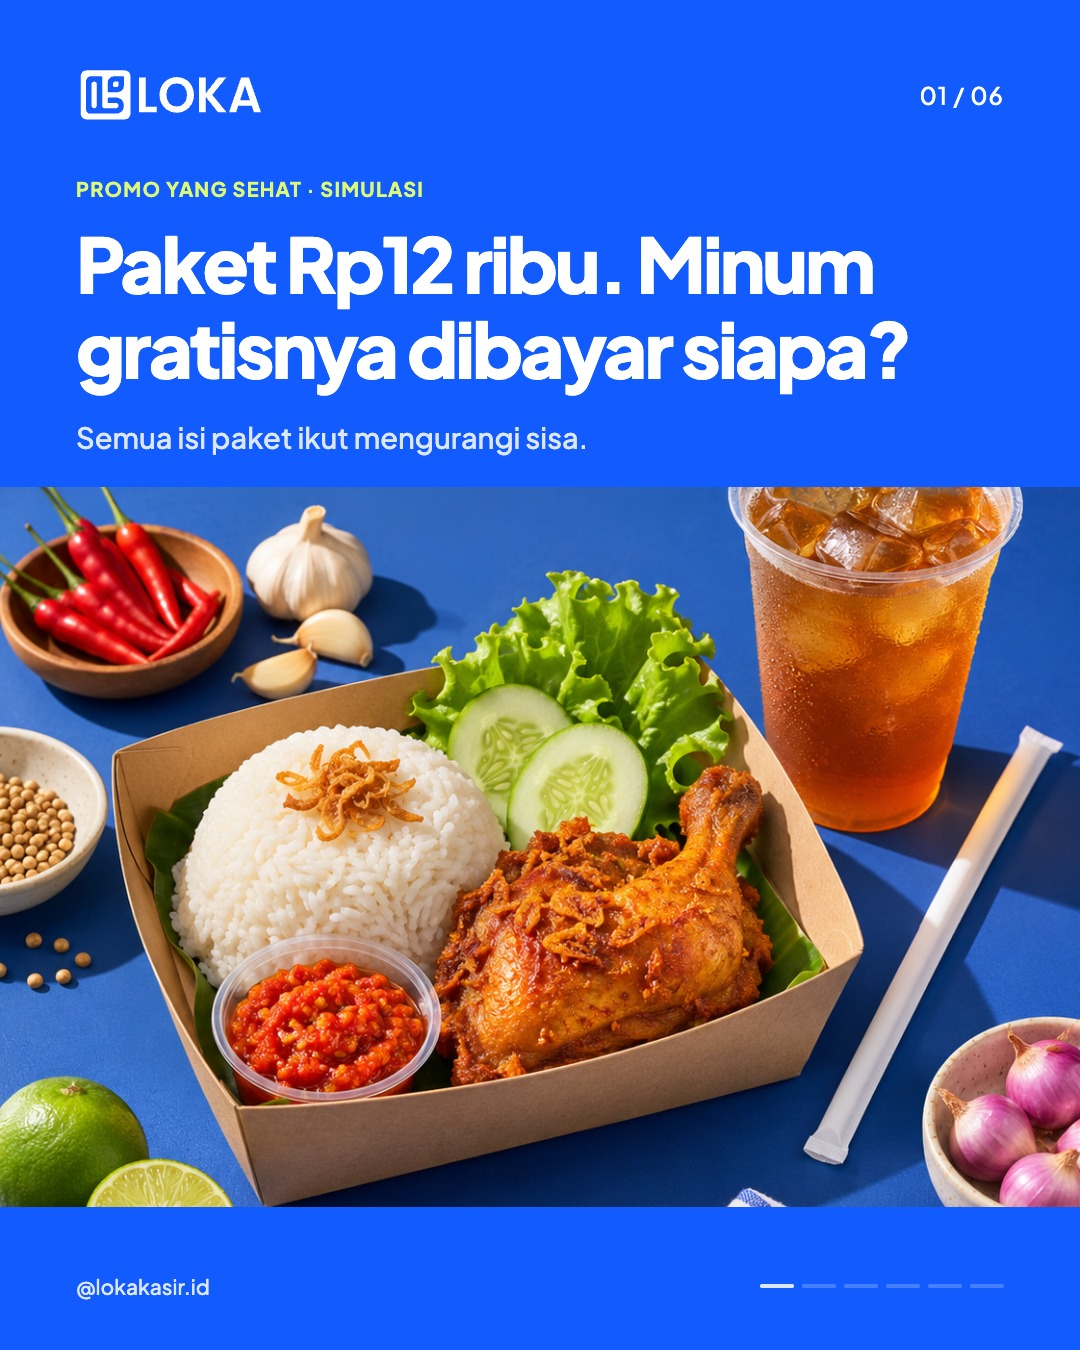 LOKA
01 / 06
PROMO YANG SEHAT · SIMULASI
Paket Rp12 ribu. Minum
gratisnya dibayar siapa?
Semua isi paket ikut mengurangi sisa.
@lokakasir.id